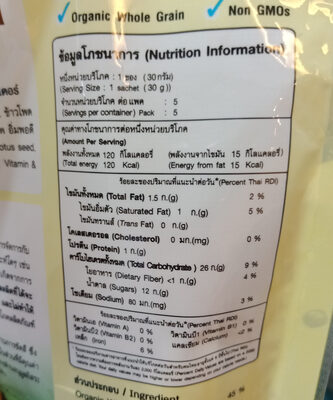 ✓ Organic Whole Grain ✓ Non GMOs
ข้อมูลโภชนาการ (Nutrition Information)
หนึ่งหน่วยบริโภค : 1 ซอง (30 กรัม)
(Serving Size : 1 sachet (30 g))
จำนวนหน่วยบริโภค ต่อ แพค : 5
(Servings per container) Pack : 5
คุณค่าทางโภชนาการต่อหนึ่งหน่วยบริโภค
(Amount Per Serving)
พลังงานทั้งหมด 120 กิโลแคลอรี่ (พลังงานจากไขมัน 15 กิโลแคลอรี่)
(Total energy 120 Kcal) (Energy from fat 15 Kcal)
ร้อยละของปริมาณที่แนะนำต่อวัน*(Percent Thai RDI)
ไขมันทั้งหมด (Total Fat) 1.5 ก.(g) 2 %
ไขมันอิ่มตัว (Saturated Fat) 1 ก.(g) 5 %
ไขมันทรานส์ (Trans Fat) 0 ก.(g)
โคเลสเตอรอล (Cholesterol) 0 มก.(mg) 0 %
โปรตีน (Protein) 1 ก.(g)
คาร์โบไฮเดรตทั้งหมด (Total Carbohydrate) 26 ก.(g) 9 %
ใยอาหาร (Dietary Fiber) <1 ก.(g) 4 %
น้ำตาล (Sugars) 12 ก.(g)
โซเดียม (Sodium) 80 มก.(mg) 3 %
ร้อยละของปริมาณที่แนะนำต่อวัน*(Percent Thai RDI)
วิตามินเอ (Vitamin A) 0 % วิตามินบี1 (Vitamin B1) 0%
วิตามินบี2 (Vitamin B2) 6 % แคลเซียม (Calcium) <2 %
เหล็ก (Iron) 6 %
ส่วนประกอบ / Ingredient
45 %
คอร์
ข้าวโพด
อิ่มพอดี
otus seed,
Vitamin &